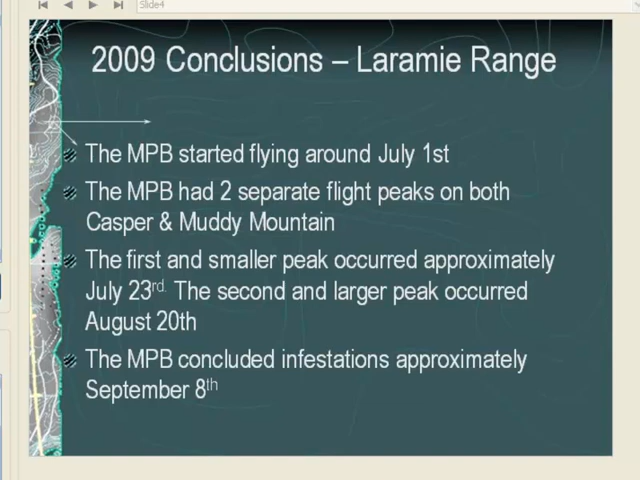 Slide4
2009 Conclusions – Laramie Range
The MPB started flying around July 1st
The MPB had 2 separate flight peaks on both
Casper & Muddy Mountain
The first and smaller peak occurred approximately
July 23rd. The second and larger peak occurred
August 20th
The MPB concluded infestations approximately
September 8th